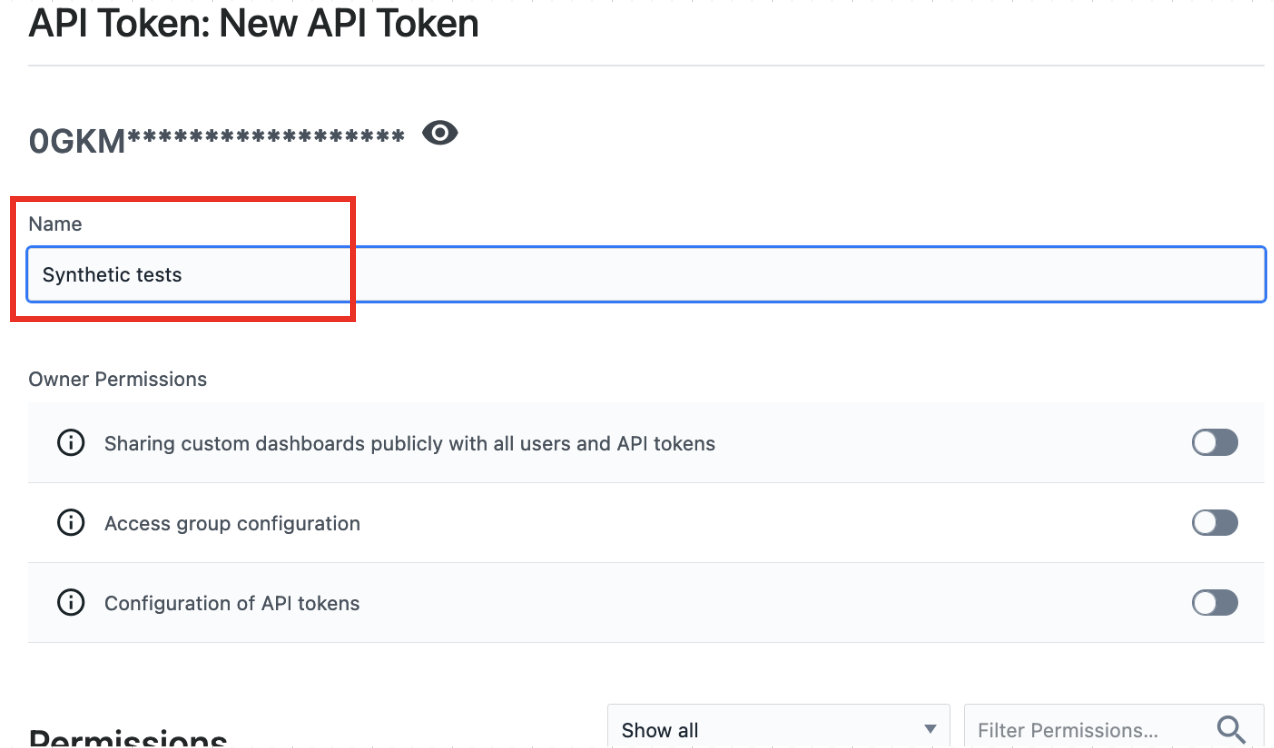 API Token: New API Token
0GKM******************
Name
Synthetic tests
Owner Permissions
Sharing custom dashboards publicly with all users and API tokens
Access group configuration
Configuration of API tokens
Permissions
Show all
Filter Permissions...